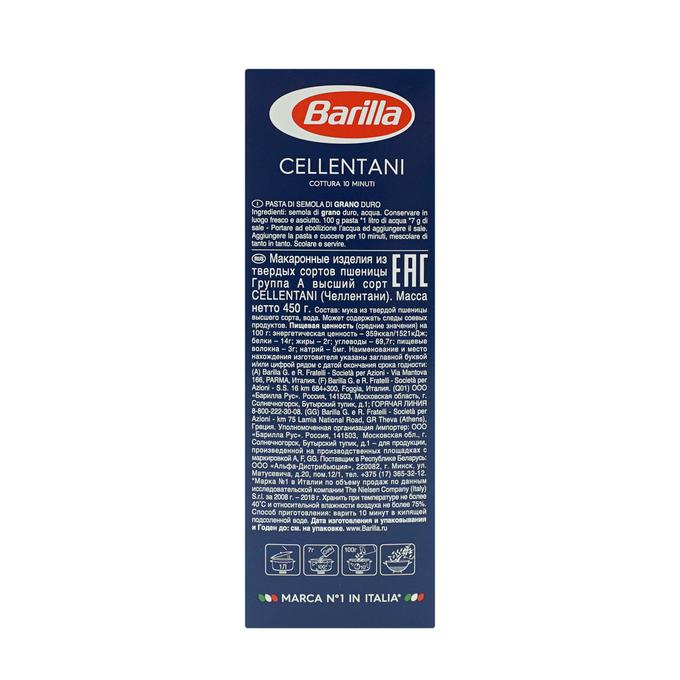 Barilla
CELLENTANI
COTTURA 10 MINUTI
I PASTA DI SEMOLA DI GRANO DURO
Ingredienti: semola di grano duro, acqua. Conservare in
luogo fresco e asciutto. 100 g pasta *1 litro di acqua *7 g di
sale - Portare ad ebollizione l'acqua ed aggiungere il sale.
Aggiungere la pasta e cuocere per 10 minuti, mescolare di
tanto in tanto. Scolare e servire.
RUS Макаронные изделия из
твердых сортов пшеницы
Группа А высший сорт
CELLENTANI (Челлентани). Масса
EAC
нетто 450 г. Состав: мука из твердой пшеницы
высшего сорта, вода. Может содержать следы соевых
продуктов. Пищевая ценность (средние значения) на
100 г: энергетическая ценность – 359ккал/1521кДж;
белки – 14г; жиры – 2г; углеводы – 69,7г; пищевые
волокна – 3г; натрий – 5мг. Наименование и место
нахождения изготовителя указаны заглавной буквой
и/или цифрой рядом с датой окончания срока годности:
(A) Barilla G. e R. Fratelli - Società per Azioni - Via Mantova
166, PARMA, Италия. (F) Barilla G. e R. Fratelli - Società per
Azioni - S.S. 16 km 684+300, Foggia, Италия. (Q01) ООО
«Барилла Рус». Россия, 141503, Московская область, г.
Солнечногорск, Бутырский тупик, д.1; ГОРЯЧАЯ ЛИНИЯ
8-800-222-30-08. (GG) Barilla G. e R. Fratelli - Società per
Azioni - km 75 Lamia National Road, GR Theva (Athens),
Греция. Уполномоченная организация /импортер: ООО
«Барилла Рус». Россия, 141503, Московская обл., г.
Солнечногорск, Бутырский тупик, д.1 – для продукции,
произведенной на производственных площадках с
маркировкой A, F, GG. Поставщик в Республику Беларусь:
ООО «Альфа-Дистрибьюция», 220082, г. Минск, ул.
Матусевича, д.20, пом.12/1, тел. +375 (17) 365-32-12.
*Марка №1 в Италии по объему продаж по данным
исследовательской компании The Nielsen Company (Italy)
S.r.l. за 2008 г. – 2018 г. Хранить при температуре не более
40°С и относительной влажности воздуха не более 75%.
Способ приготовления: варить 10 минут в кипящей
подсоленной воде. Дата изготовления и упаковывания
и Годен до: см. на упаковке. www.Barilla.ru
1Л
7г
100°
100г
10'
MARCA N°1 IN ITALIA*